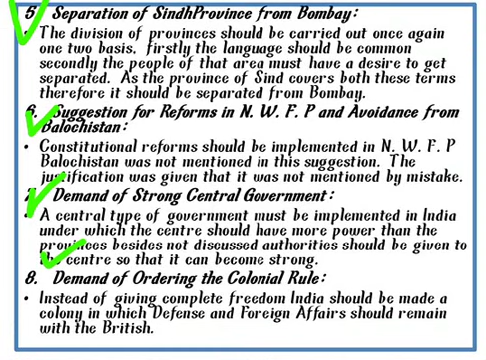 5. Separation of SindhProvince from Bombay:
• The division of provinces should be carried out once again
one two basis, firstly the language should be common
secondly the people of that area must have a desire to get
separated. As the province of Sind covers both these terms
therefore it should be separated from Bombay.
6. Suggestion for Reforms in N. W. F. P and Avoidance from
Balochistan:
• Constitutional reforms should be implemented in N. W. F. P
Balochistan was not mentioned in this suggestion. The
justification was given that it was not mentioned by mistake.
7. Demand of Strong Central Government:
• A central type of government must be implemented in India
under which the centre should have more power than the
provinces besides not discussed authorities should be given to
the centre so that it can become strong.
8. Demand of Ordering the Colonial Rule:
• Instead of giving complete freedom India should be made a
colony in which Defence and Foreign Affairs should remain
with the British.